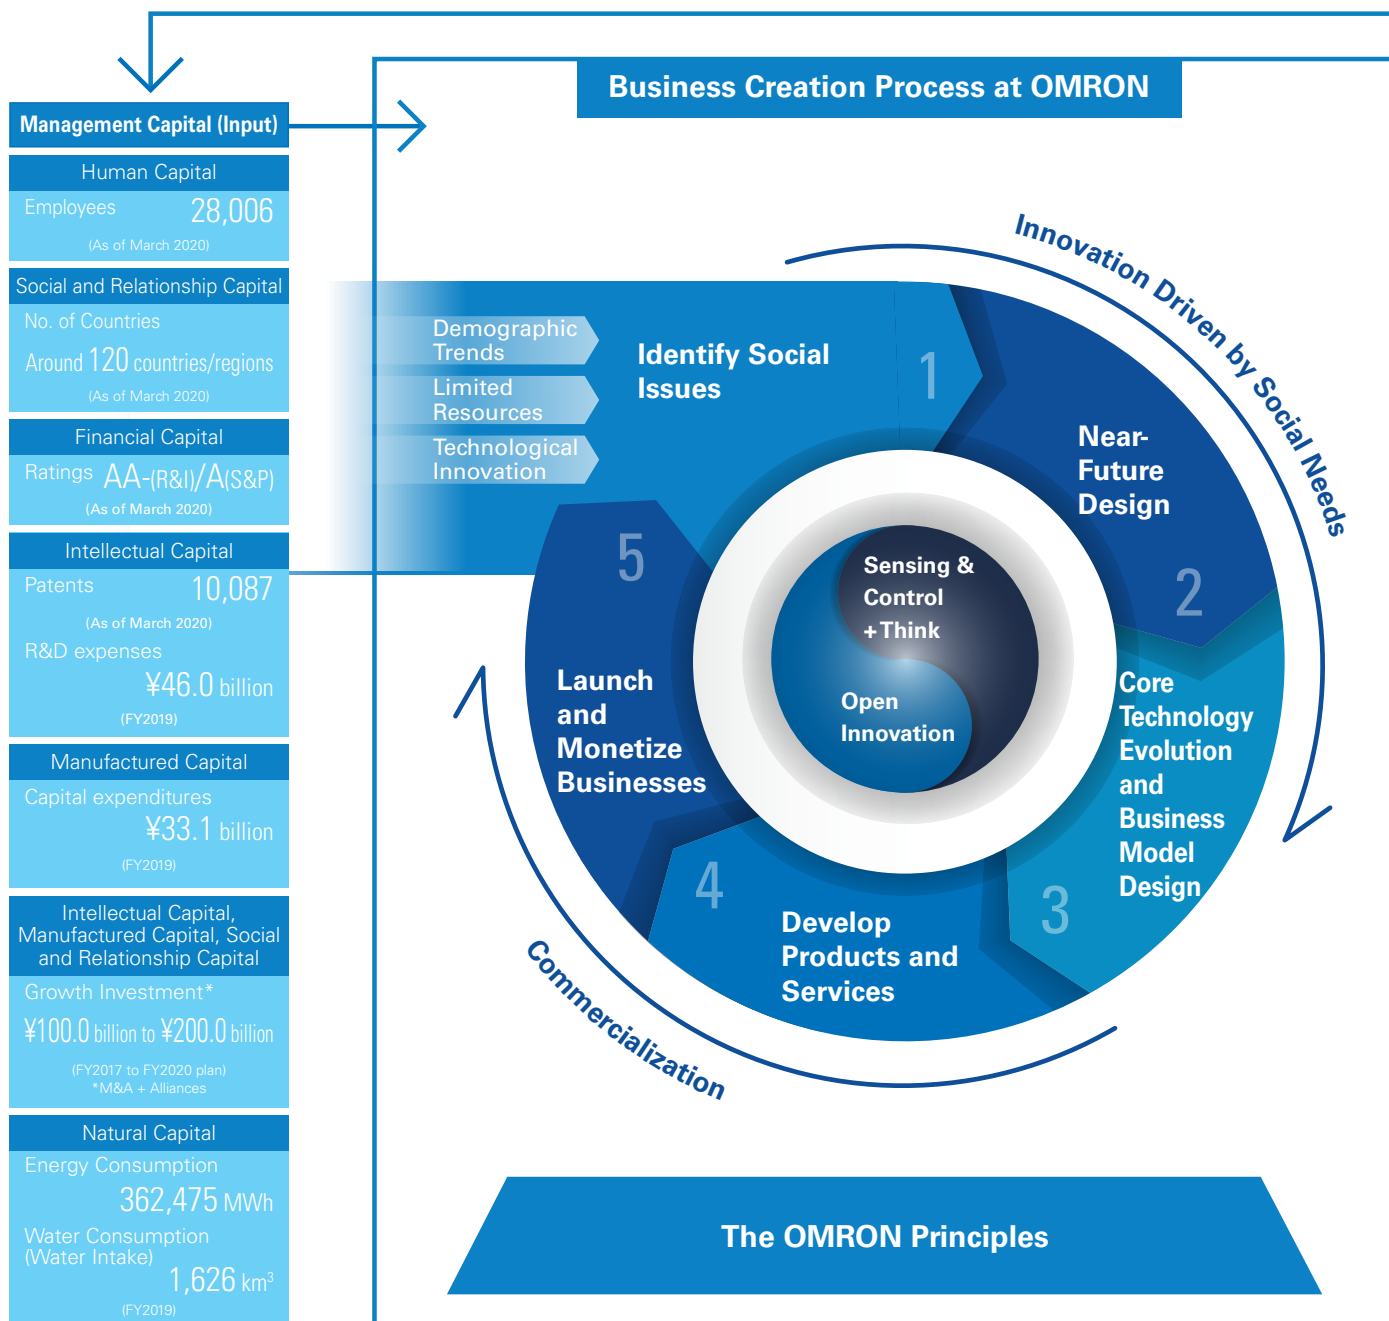 Business Creation Process at OMRON
Management Capital (Input)
Human Capital
Employees 28,006
(As of March 2020)
Social and Relationship Capital
No. of Countries
Around 120 countries/regions
(As of March 2020)
Financial Capital
Ratings AA-(R&I)/A(S&P)
(As of March 2020)
Intellectual Capital
Patents 10,087
(As of March 2020)
R&D expenses
¥46.0 billion
(FY2019)
Manufactured Capital
Capital expenditures
¥33.1 billion
(FY2019)
Intellectual Capital,
Manufactured Capital, Social
and Relationship Capital
Growth Investment*
¥100.0 billion to ¥200.0 billion
(FY2017 to FY2020 plan)
*M&A + Alliances
Natural Capital
Energy Consumption
362,475 MWh
Water Consumption
(Water Intake)
1,626 km³
(FY2019)
Demographic
Trends
Limited
Resources
Technological
Innovation
Identify Social
Issues
1
Innovation Driven by Social Needs
Near-
Future
Design
2
Core
Technology
Evolution
and
Business
Model
Design
3
Develop
Products and
Services
4
Commercialization
Launch
and
Monetize
Businesses
5
Sensing &
Control
+Think
Open
Innovation
The OMRON Principles